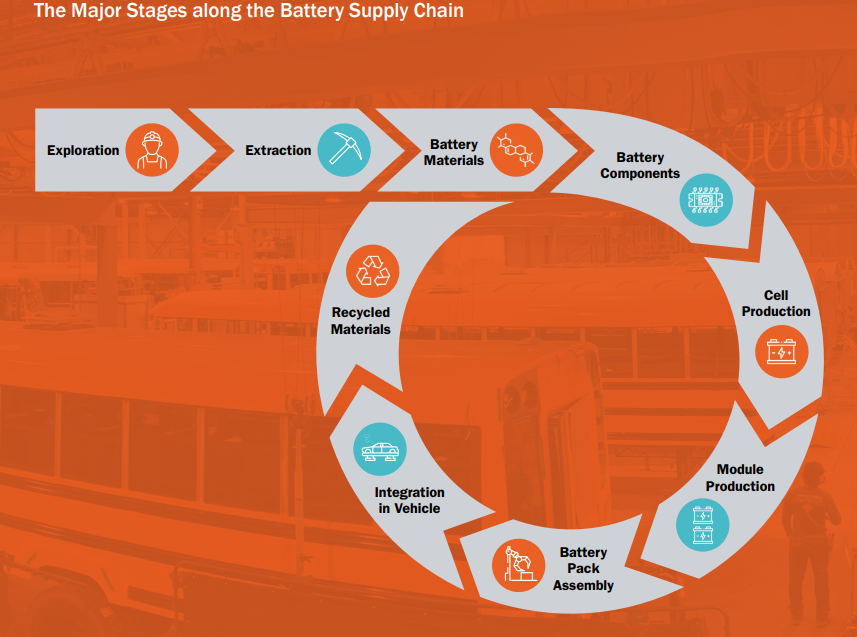 The Major Stages along the Battery Supply Chain
Exploration
Extraction
Battery
Materials
Battery
Components
Cell
Production
Module
Production
Battery
Pack
Assembly
Integration
in Vehicle
Recycled
Materials